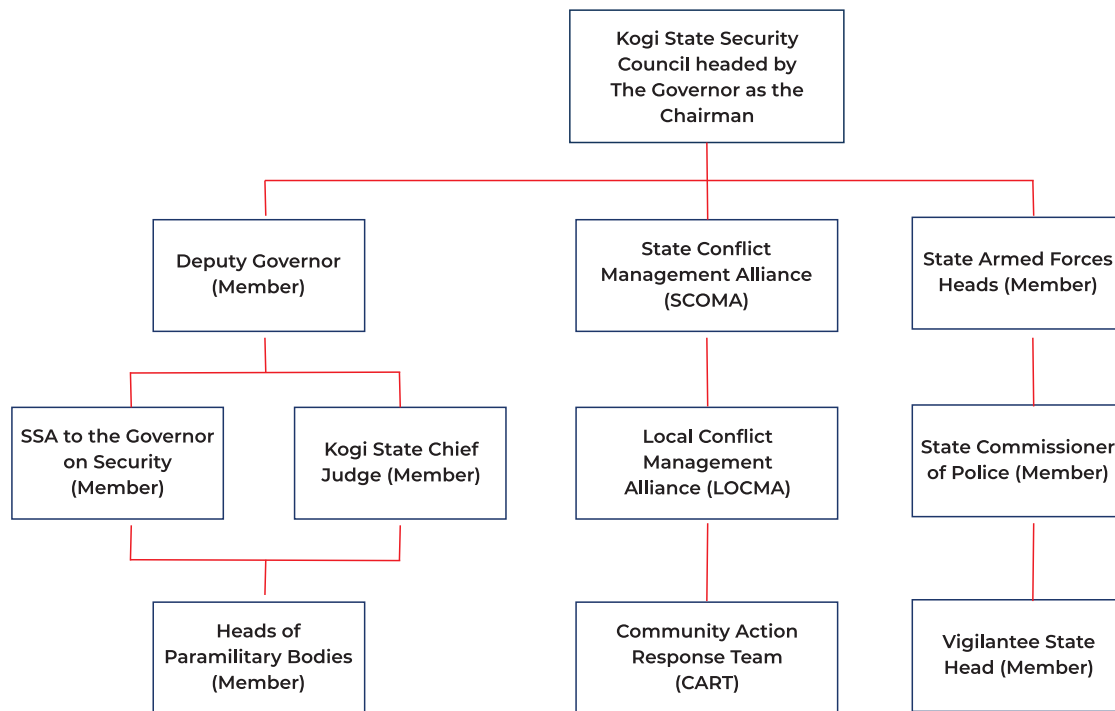 Kogi State Security
Council headed by
The Governor as the
Chairman
Deputy Governor
(Member)
State Conflict
Management Alliance
(SCOMA)
State Armed Forces
Heads (Member)
SSA to the Governor
on Security
(Member)
Kogi State Chief
Judge (Member)
Local Conflict
Management
Alliance (LOCMA)
State Commissioner
of Police (Member)
Heads of
Paramilitary Bodies
(Member)
Community Action
Response Team
(CART)
Vigilantee State
Head (Member)